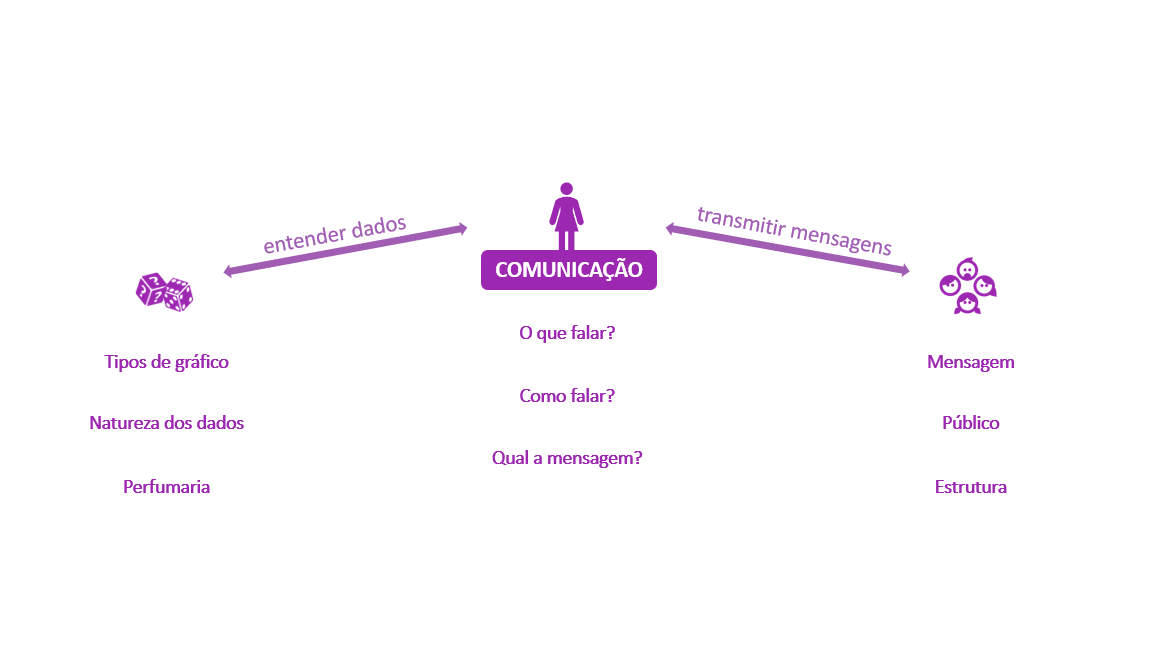 entender dados
transmitir mensagens
COMUNICAÇÃO
O que falar?
Como falar?
Qual a mensagem?
Tipos de gráfico
Natureza dos dados
Perfumaria
Mensagem
Público
Estrutura